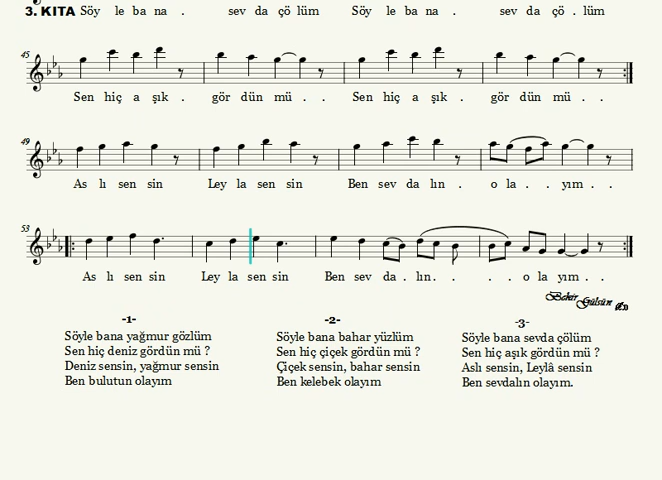 3. KITA Söy le ba na . sev da çö lüm Söy le ba na . sev da çö . lüm
45
Sen hiç a şık . gör dün mü . . Sen hiç a şık . gör dün mü . .
49
As lı sen sin Ley la sen sin Ben sev da lın . o la . . yım . .
53
As lı sen sin Ley la sen sin Ben sev da . lın . . . . . o la yım . .
Bekir Gülsün
-1-
Söyle bana yağmur gözlüm
Sen hiç deniz gördün mü ?
Deniz sensin, yağmur sensin
Ben bulutun olayım
-2-
Söyle bana bahar yüzlüm
Sen hiç çiçek gördün mü ?
Çiçek sensin, bahar sensin
Ben kelebek olayım
-3-
Söyle bana sevda çölüm
Sen hiç aşık gördün mü ?
Aslı sensin, Leylâ sensin
Ben sevdalın olayım.